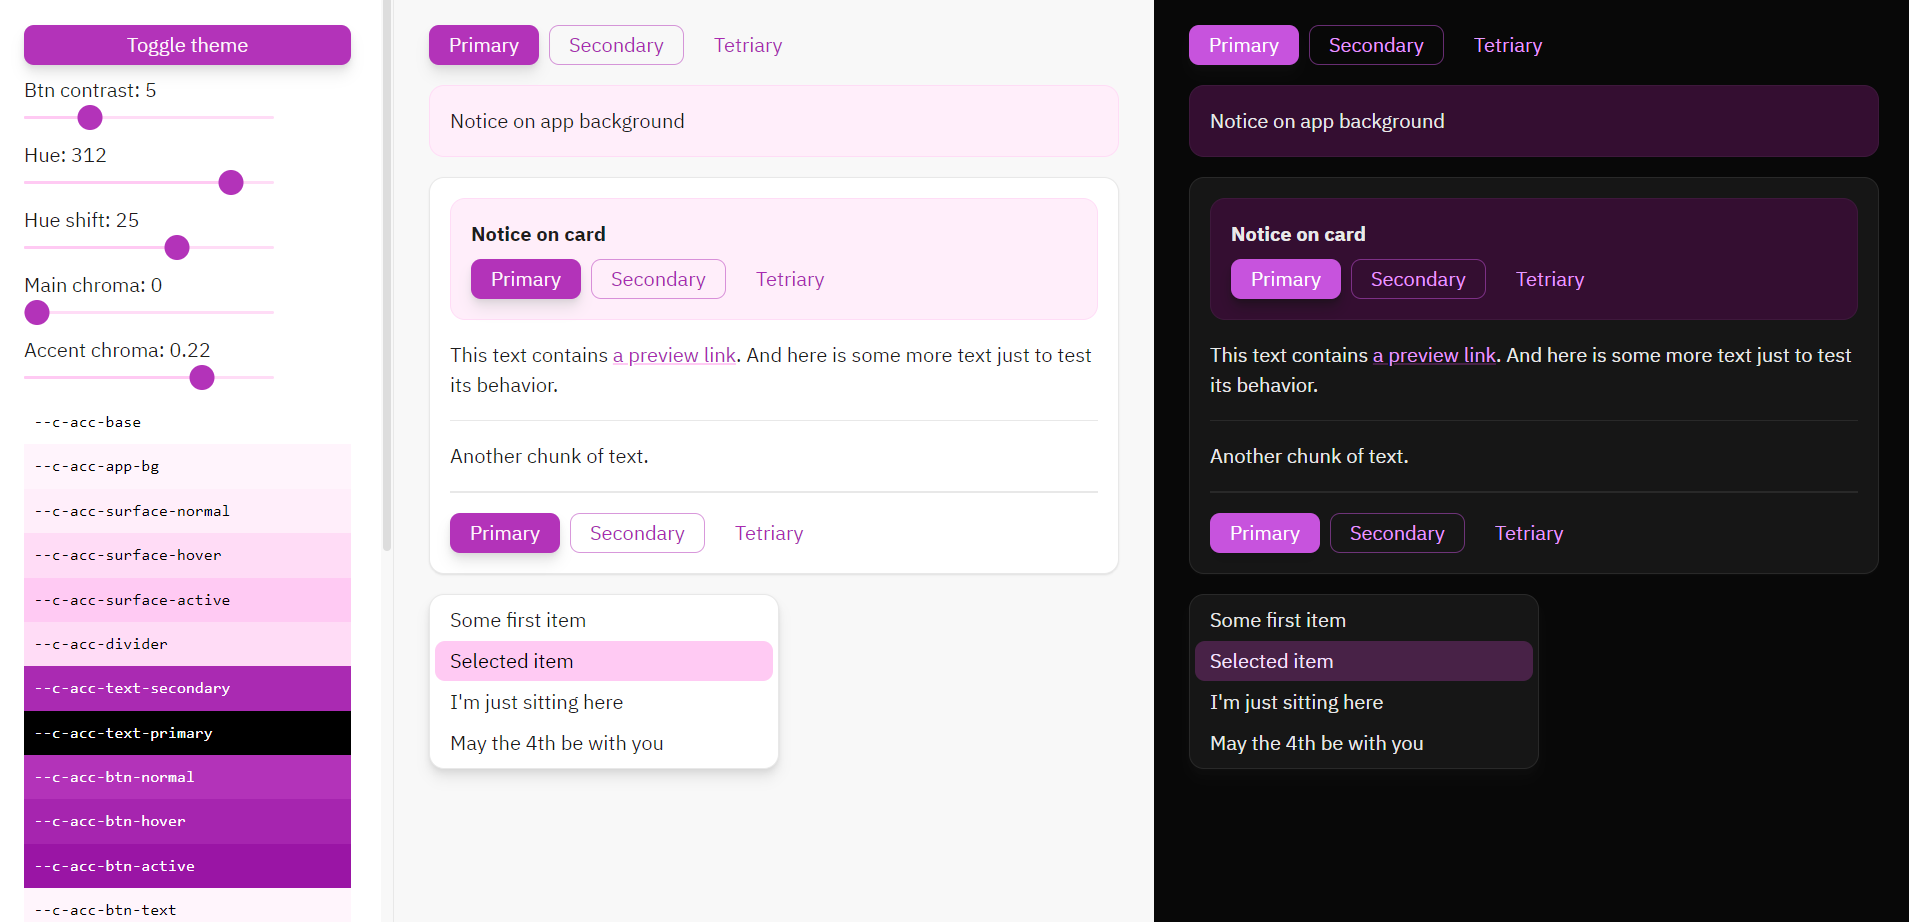 Toggle theme
Btn contrast: 5
Hue: 312
Hue shift: 25
Main chroma: 0
Accent chroma: 0.22
--c-acc-base
--c-acc-app-bg
--c-acc-surface-normal
--c-acc-surface-hover
--c-acc-surface-active
--c-acc-divider
--c-acc-text-secondary
--c-acc-text-primary
--c-acc-btn-normal
--c-acc-btn-hover
--c-acc-btn-active
--c-acc-btn-text
Primary Secondary Tetriary
Notice on app background
Notice on card
Primary Secondary Tetriary
This text contains a preview link. And here is some more text just to test
its behavior.
Another chunk of text.
Primary Secondary Tetriary
Some first item
Selected item
I'm just sitting here
May the 4th be with you
Primary Secondary Tetriary
Notice on app background
Notice on card
Primary Secondary Tetriary
This text contains a preview link. And here is some more text just to test
its behavior.
Another chunk of text.
Primary Secondary Tetriary
Some first item
Selected item
I'm just sitting here
May the 4th be with you